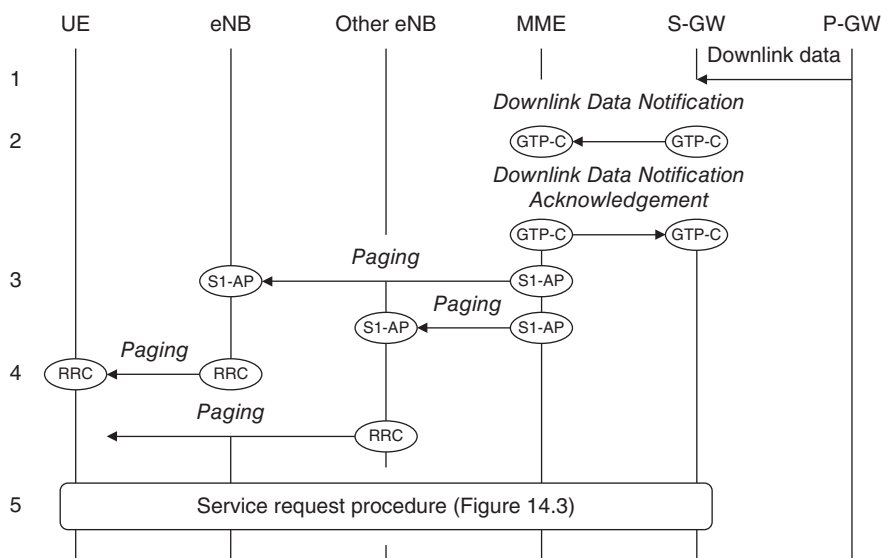 UE eNB Other eNB MME S-GW P-GW
1 Downlink data
Downlink Data Notification
2 GTP-C GTP-C
Downlink Data Notification
Acknowledgement
GTP-C GTP-C
Paging
3 S1-AP S1-AP
Paging
S1-AP S1-AP
Paging
4 RRC RRC
Paging
RRC
5 Service request procedure (Figure 14.3)